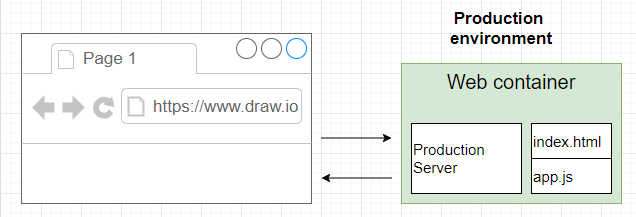 Production
environment
Page 1
https://www.draw.io
Web container
Production
Server
index.html
app.js